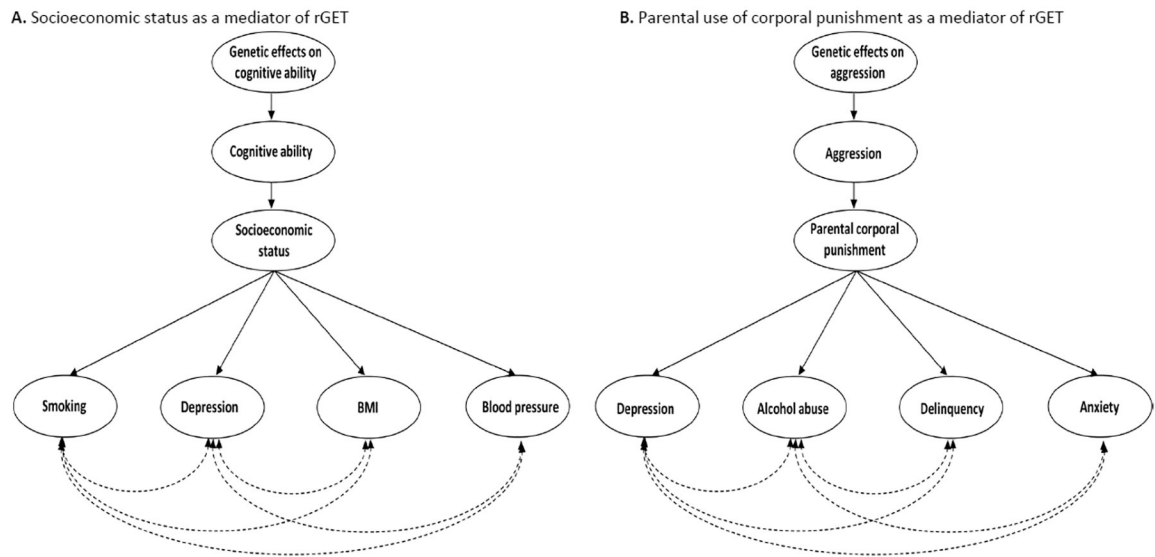 A. Socioeconomic status as a mediator of rGET
Genetic effects on
cognitive ability
Cognitive ability
Socioeconomic
status
Smoking
Depression
BMI
Blood pressure
B. Parental use of corporal punishment as a mediator of rGET
Genetic effects on
aggression
Aggression
Parental corporal
punishment
Depression
Alcohol abuse
Delinquency
Anxiety